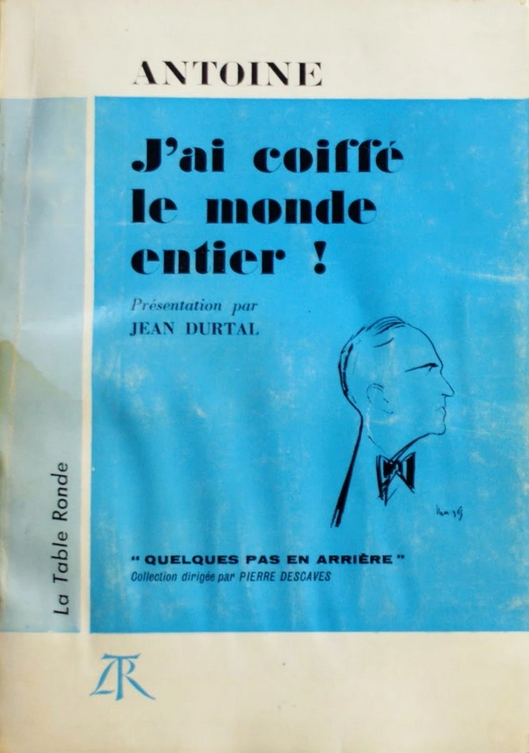 ANTOINE
J'ai coiffé
le monde
entier !
Présentation par
JEAN DURTAL
La Table Ronde
" QUELQUES PAS EN ARRIÈRE "
Collection dirigée par PIERRE DESCAVES
LTR